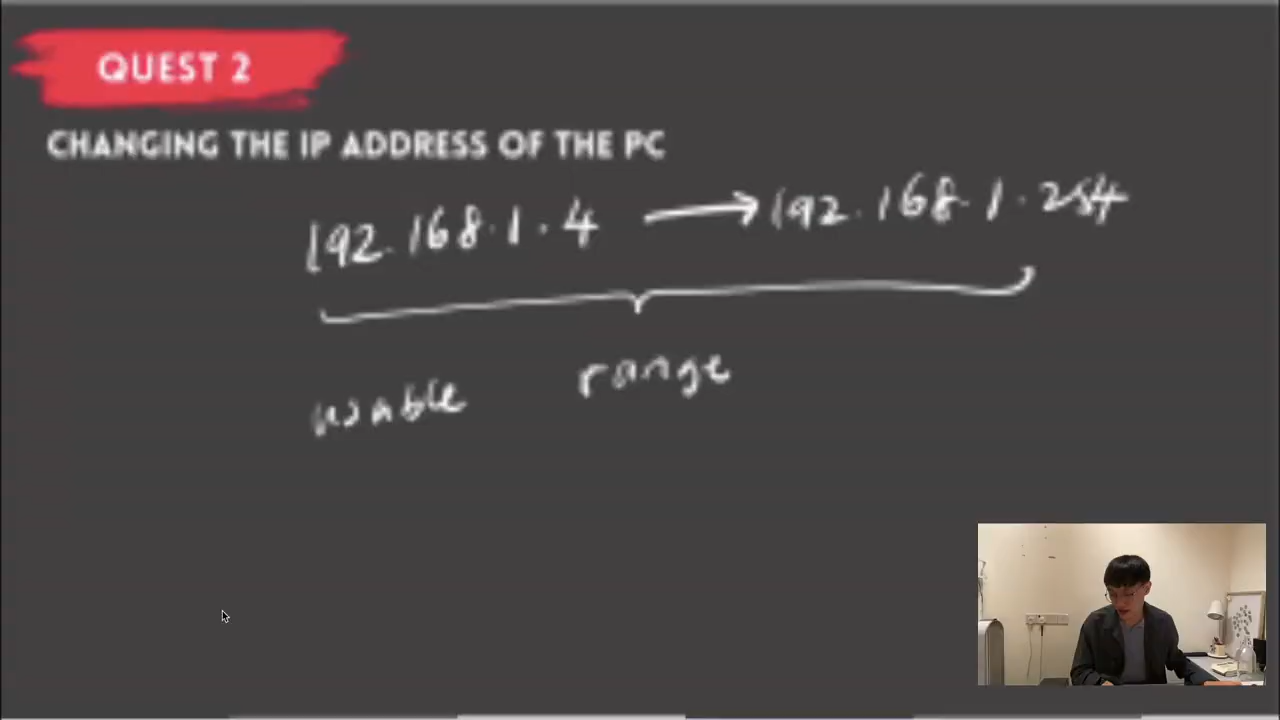 QUEST 2
CHANGING THE IP ADDRESS OF THE PC
192.168.1.4 → 192.168.1.254
usable range